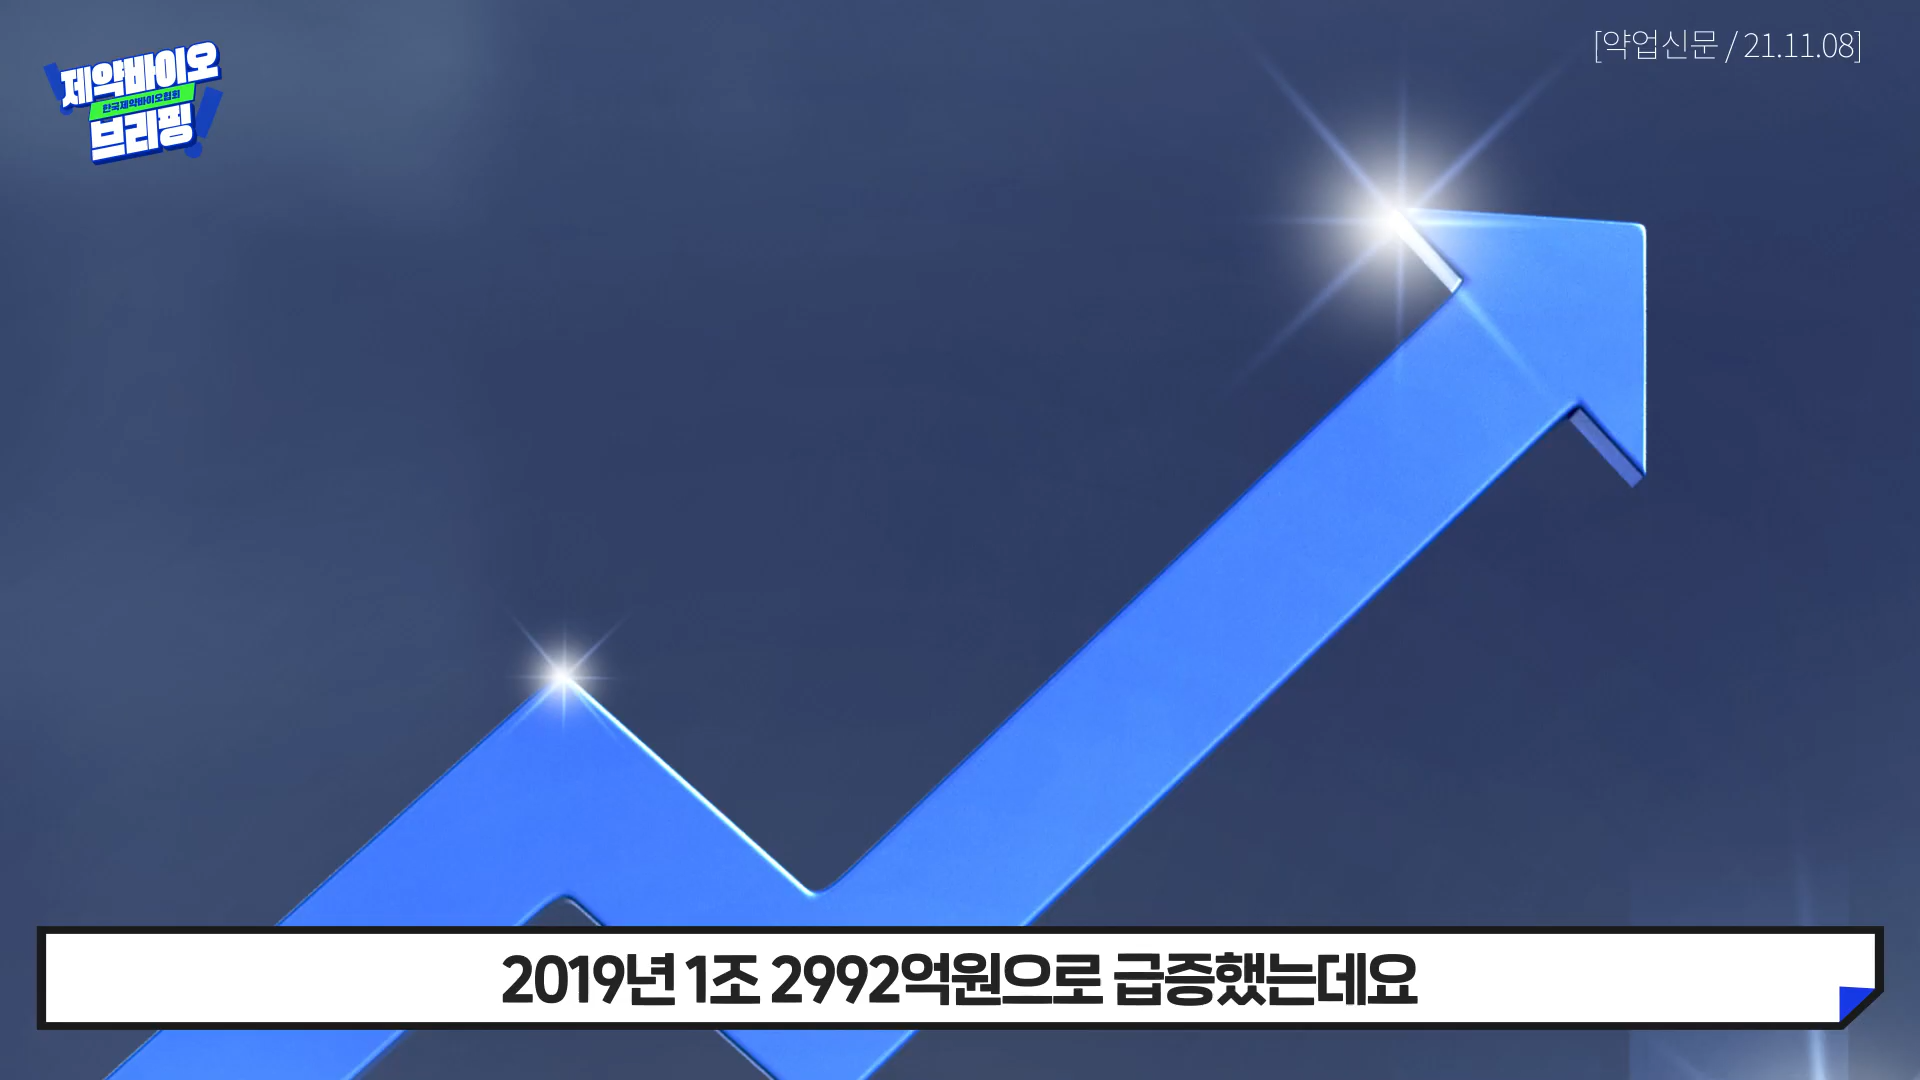 제약바이오
한국제약바이오협회
브리핑
[약업신문 / 21.11.08]
2019년 1조 2992억원으로 급증했는데요